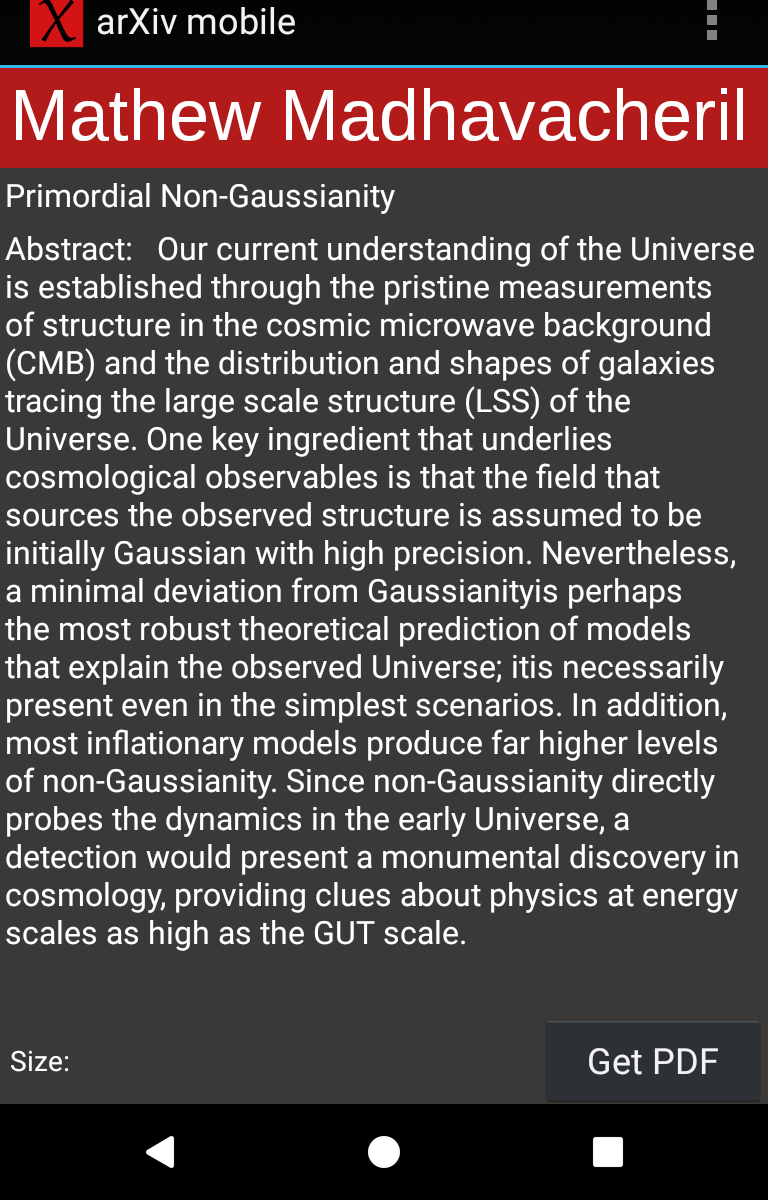 arXiv mobile
Mathew Madhavacheril
Primordial Non-Gaussianity
Abstract: Our current understanding of the Universe
is established through the pristine measurements
of structure in the cosmic microwave background
(CMB) and the distribution and shapes of galaxies
tracing the large scale structure (LSS) of the
Universe. One key ingredient that underlies
cosmological observables is that the field that
sources the observed structure is assumed to be
initially Gaussian with high precision. Nevertheless,
a minimal deviation from Gaussianityis perhaps
the most robust theoretical prediction of models
that explain the observed Universe; itis necessarily
present even in the simplest scenarios. In addition,
most inflationary models produce far higher levels
of non-Gaussianity. Since non-Gaussianity directly
probes the dynamics in the early Universe, a
detection would present a monumental discovery in
cosmology, providing clues about physics at energy
scales as high as the GUT scale.
Size:
Get PDF